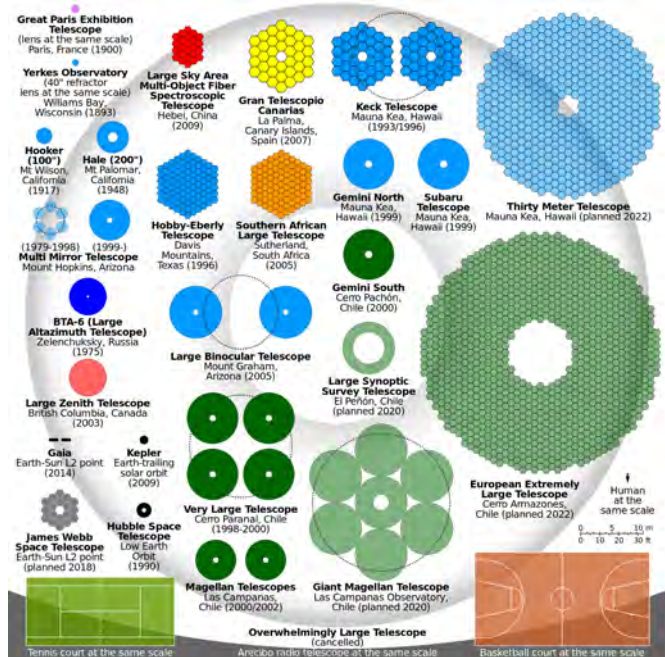 Great Paris Exhibition
Telescope
(lens at the same scale)
Paris, France (1900)
Yerkes Observatory
(40" refractor
lens at the same scale)
Williams Bay,
Wisconsin (1893)
Large Sky Area
Multi-Object Fiber
Spectroscopic
Telescope
Hebei, China
(2009)
Gran Telescopio
Canarias
La Palma,
Canary Islands,
Spain (2007)
Keck Telescope
Mauna Kea, Hawaii
(1993/1996)
Thirty Meter Telescope
Mauna Kea, Hawaii (planned 2022)
Hooker
(100")
Mt Wilson,
California
(1917)
Hale (200")
Mt Palomar,
California
(1948)
(1979-1998)
(1999-)
Multi Mirror Telescope
Mount Hopkins, Arizona
Hobby-Eberly
Telescope
Davis
Mountains,
Texas (1996)
Southern African
Large Telescope
Sutherland,
South Africa
(2005)
Gemini North
Mauna Kea,
Hawaii (1999)
Subaru
Telescope
Mauna Kea,
Hawaii (1999)
Gemini South
Cerro Pachón,
Chile (2000)
BTA-6 (Large
Altazimuth Telescope)
Zelenchuksky, Russia
(1975)
Large Binocular Telescope
Mount Graham,
Arizona (2005)
Large Zenith Telescope
British Columbia, Canada
(2003)
Large Synoptic
Survey Telescope
El Peñón, Chile
(planned 2020)
Gaia
Earth-Sun L2 point
(2014)
Kepler
Earth-trailing
solar orbit
(2009)
Very Large Telescope
Cerro Paranal, Chile
(1998-2000)
European Extremely
Large Telescope
Cerro Armazones,
Chile (planned 2022)
Human
at the
same scale
0 5 10 m
0 10 20 30 ft
James Webb
Space Telescope
Earth-Sun L2 point
(planned 2018)
Hubble Space
Telescope
Low Earth
Orbit
(1990)
Magellan Telescopes
Las Campanas,
Chile (2000/2002)
Giant Magellan Telescope
Las Campanas Observatory,
Chile (planned 2020)
Overwhelmingly Large Telescope
(cancelled)
Tennis court at the same scale
Arecibo radio telescope at the same scale
Basketball court at the same scale